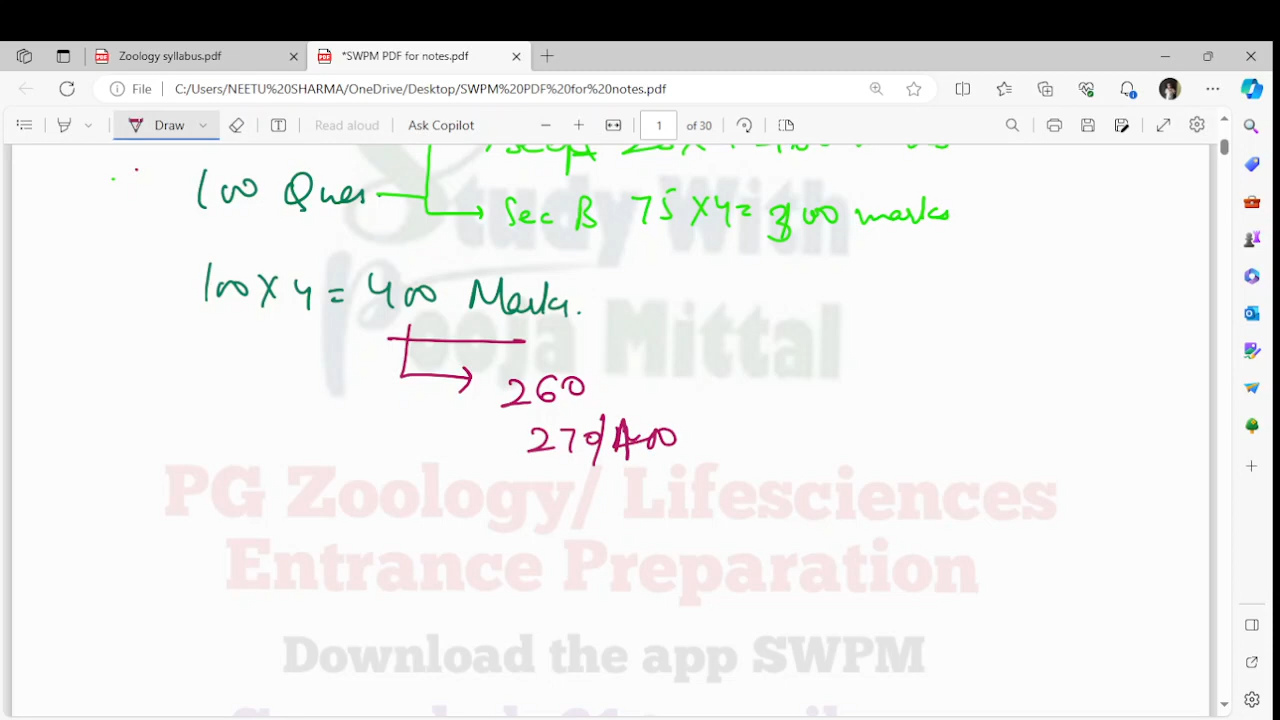 Zoology syllabus.pdf
*SWPM PDF for notes.pdf
File
C:/Users/NEETU%20SHARMA/OneDrive/Desktop/SWPM%20PDF%20for%20notes.pdf
Draw
Read aloud
Ask Copilot
1 of 30
100 Ques
Sec B 75 X 4 = 300 marks
Study With
100 X 4 = 400 Marks.
Pooja Mittal
260
270/400
PG Zoology/ Lifesciences
Entrance Preparation
Download the app SWPM